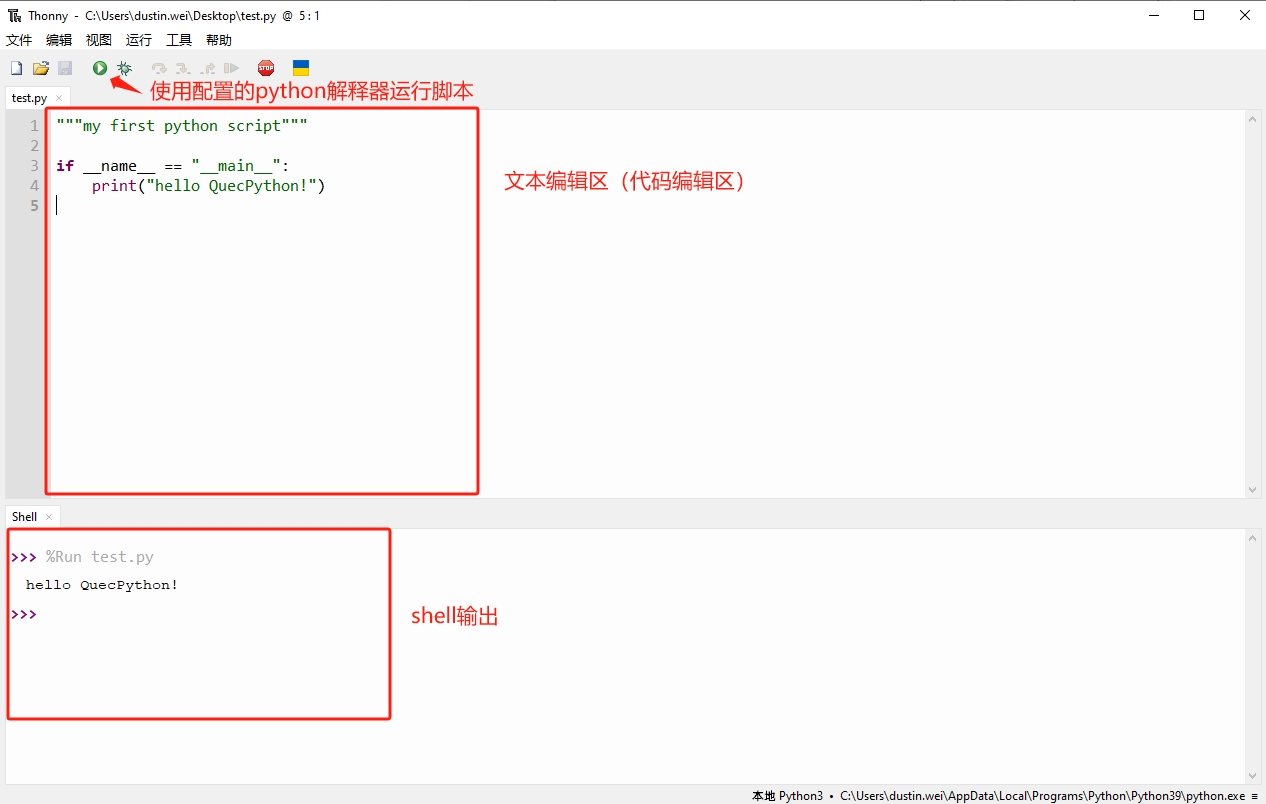 Thonny - C:\Users\dustin.wei\Desktop\test.py @ 5 : 1
文件 编辑 视图 运行 工具 帮助
STOP
使用配置的python解释器运行脚本
test.py ×
1 """my first python script"""
2
3 if __name__ == "__main__":
4     print("hello QuecPython!")
5
文本编辑区（代码编辑区）
Shell ×
>>> %Run test.py
hello QuecPython!
>>>
shell输出
本地 Python3 • C:\Users\dustin.wei\AppData\Local\Programs\Python\Python39\python.exe ≡